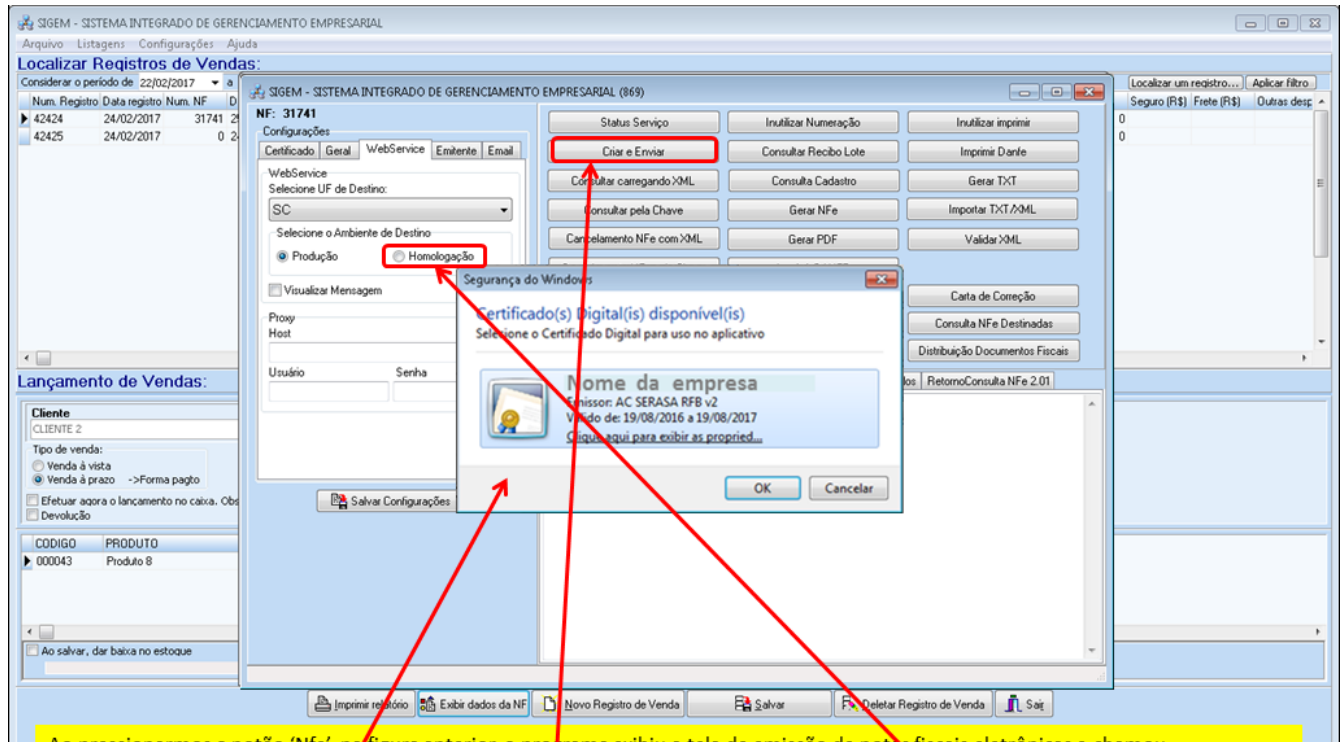 SIGEM - SISTEMA INTEGRADO DE GERENCIAMENTO EMPRESARIAL
Arquivo Listagens Configurações Ajuda
Localizar Registros de Vendas:
Considerar o período de 22/02/2017 a
Localizar um registro... Aplicar filtro
Num. Registro Data registro Num. NF D
Seguro (R$) Frete (R$) Outras desp
42424 24/02/2017 31741 25
0
42425 24/02/2017 0 24
0
SIGEM - SISTEMA INTEGRADO DE GERENCIAMENTO EMPRESARIAL (869)
NF: 31741
Configurações
Certificado Geral WebService Emitente Email
WebService
Selecione UF de Destino:
SC
Selecione o Ambiente de Destino
Produção Homologação
Visualizar Mensagem
Proxy
Host
Usuário Senha
Salvar Configurações
Status Serviço Inutilizar Numeração Inutilizar imprimir
Criar e Enviar Consultar Recibo Lote Imprimir Danfe
Consultar carregando XML Consulta Cadastro Gerar TXT
Consultar pela Chave Gerar NFe Importar TXT/XML
Cancelamento NFe com XML Gerar PDF Validar XML
Carta de Correção
Consulta NFe Destinadas
Distribuição Documentos Fiscais
RetornoConsulta NFe 2.01
Segurança do Windows
Certificado(s) Digital(is) disponível(is)
Selecione o Certificado Digital para uso no aplicativo
Nome da empresa
Emissor: AC SERASA RFB v2
Válido de: 19/08/2016 a 19/08/2017
Clique aqui para exibir as propried...
OK Cancelar
Lançamento de Vendas:
Cliente
CLIENTE 2
Tipo de venda:
Venda à vista
Venda à prazo ->Forma pagto
Efetuar agora o lançamento no caixa. Obs
Devolução
CODIGO PRODUTO
000043 Produto 8
Ao salvar, dar baixa no estoque
Imprimir relatório Exibir dados da NF Novo Registro de Venda Salvar Deletar Registro de Venda Sair